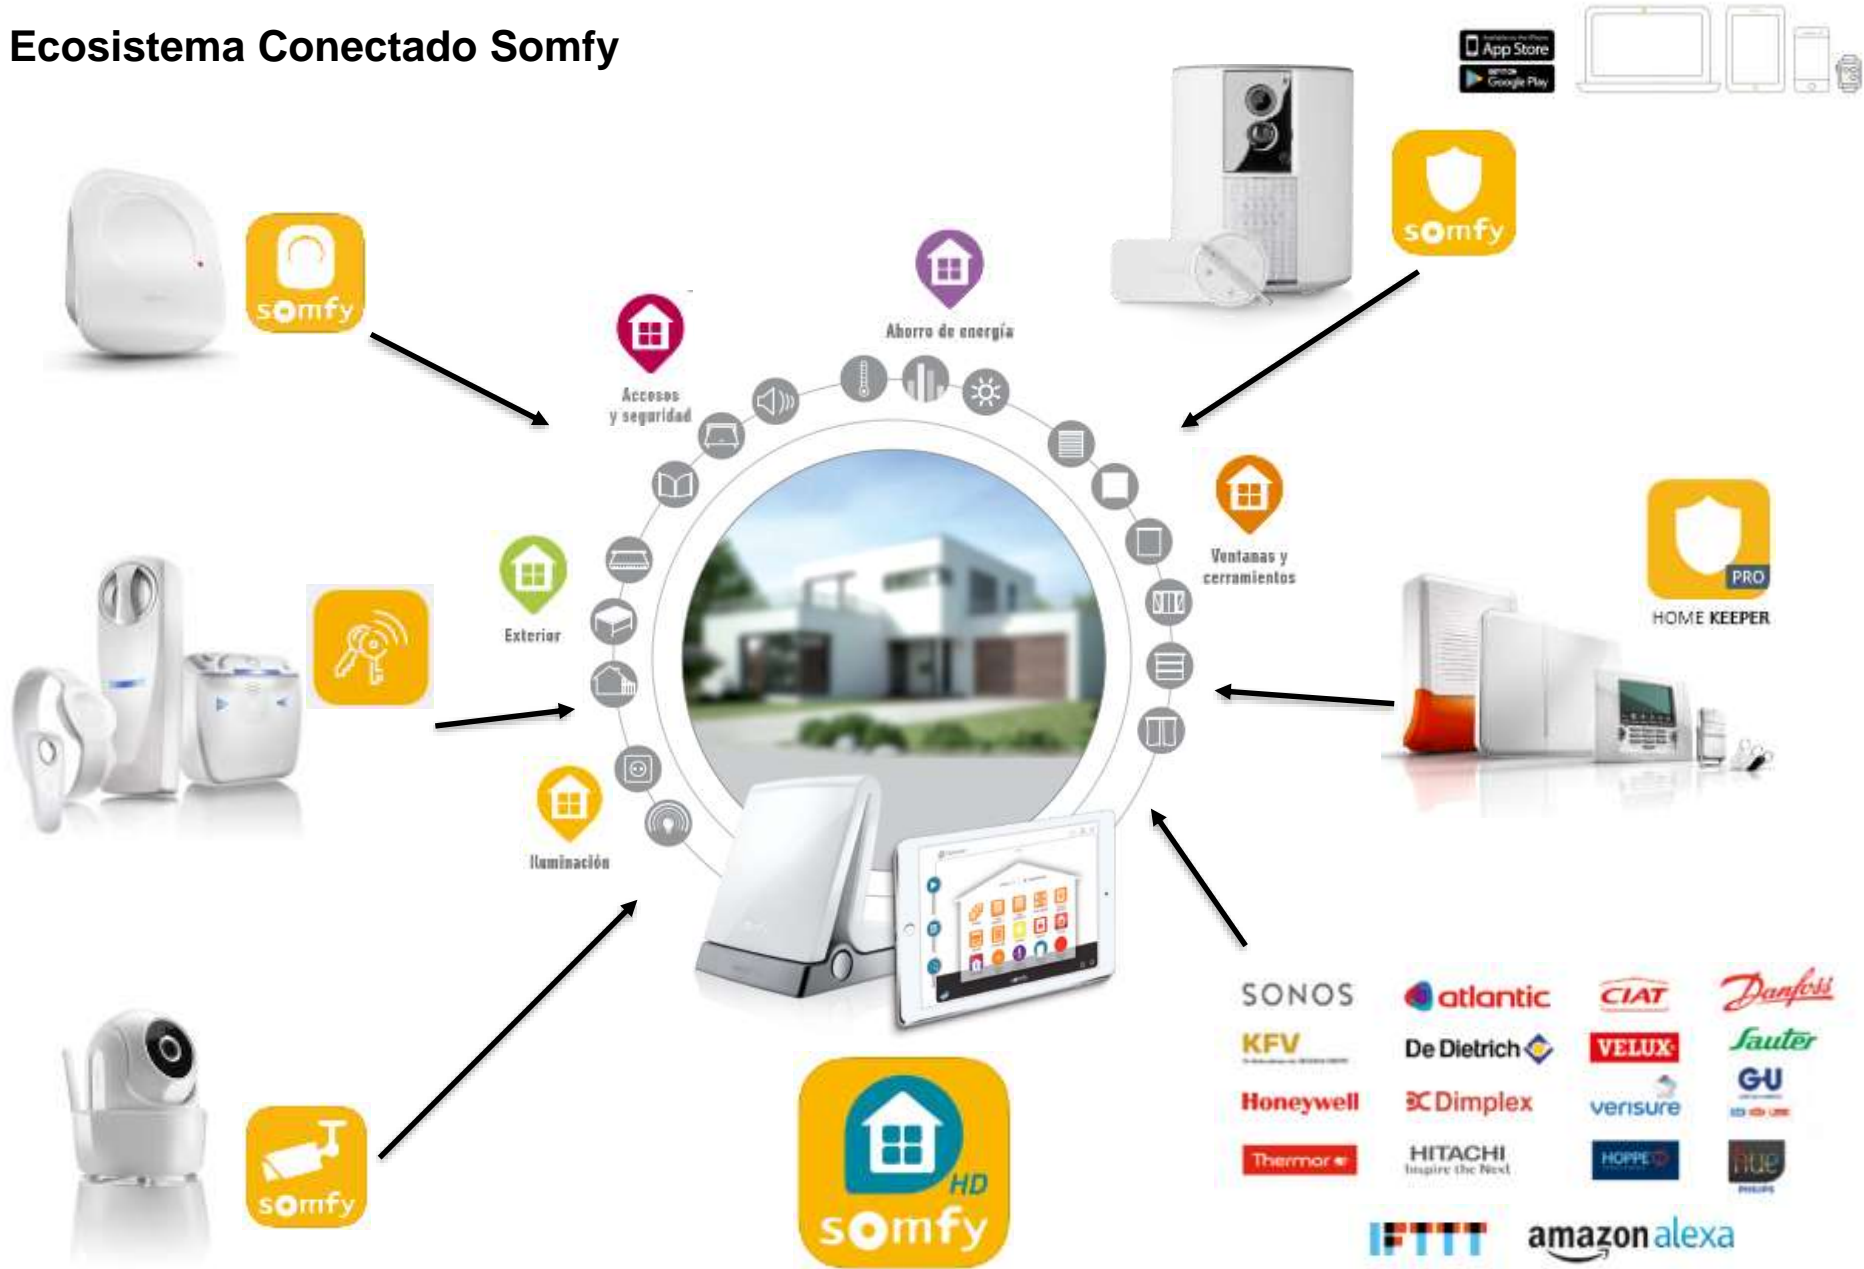 Ecosistema Conectado Somfy
App Store
Google Play
somfy
somfy
Ahorro de energía
Accesos
y seguridad
Ventanas y
cerramientos
PRO
HOME KEEPER
Exterior
Iluminación
SONOS
atlantic
CIAT
Danfoss
KFV
De Dietrich
VELUX
Sauter
Honeywell
Dimplex
verisure
G-U
Thermor
HITACHI
Inspire the Next
HOPPE
hue
PHILIPS
HD
somfy
somfy
IFTTT
amazon alexa